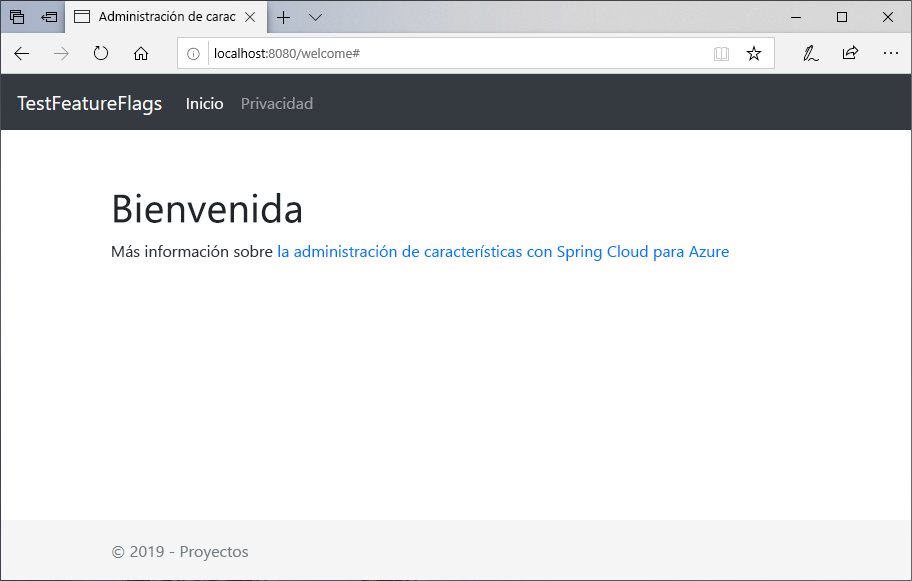 Administración de carac
localhost:8080/welcome#
TestFeatureFlags Inicio Privacidad
Bienvenida
Más información sobre la administración de características con Spring Cloud para Azure
© 2019 - Proyectos